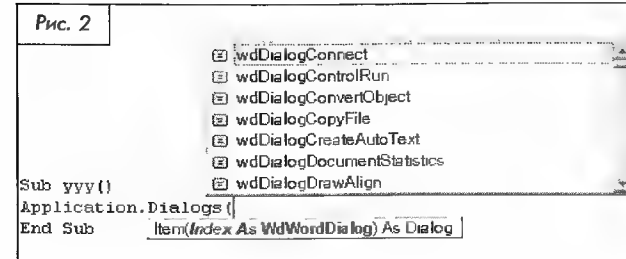 Рис. 2
wdDialogConnect
wdDialogControlRun
wdDialogConvertObject
wdDialogCopyFile
wdDialogCreateAutoText
wdDialogDocumentStatistics
wdDialogDrawAlign
Sub yyy()
Application.Dialogs(
End Sub
Item(Index As WdWordDialog) As Dialog